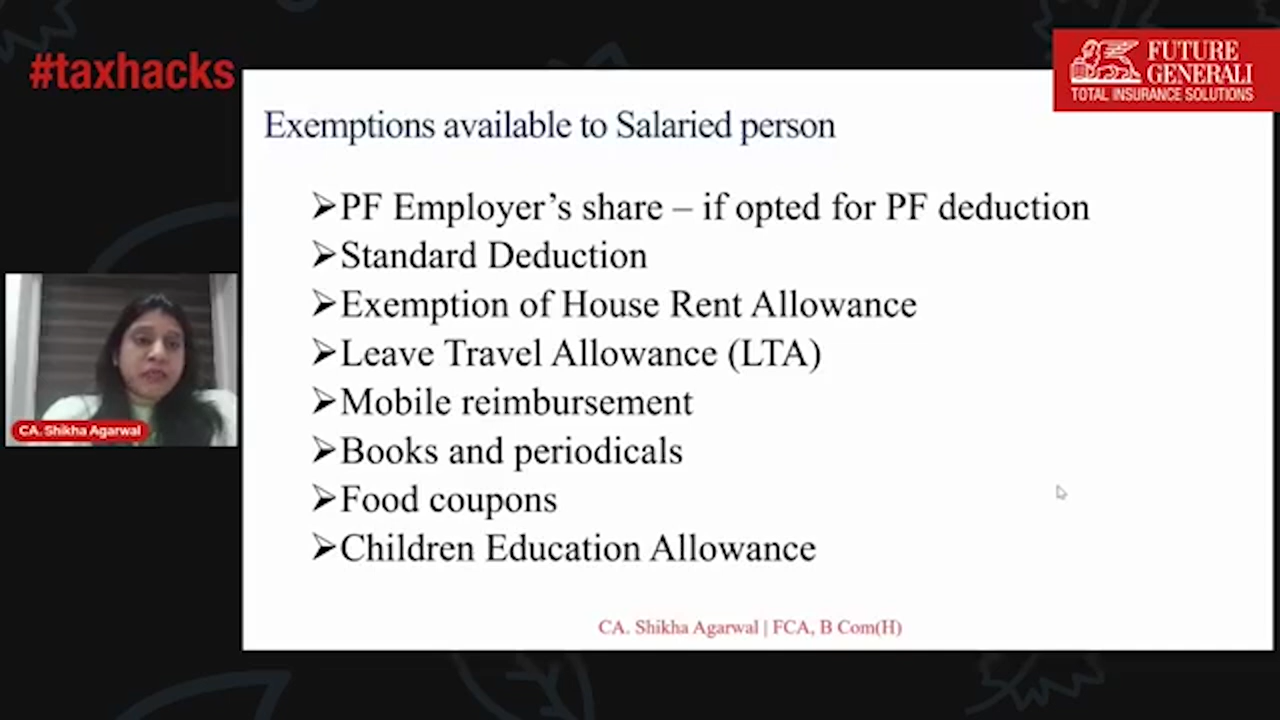 #taxhacks
FUTURE
GENERALI
TOTAL INSURANCE SOLUTIONS
Exemptions available to Salaried person
➢PF Employer’s share – if opted for PF deduction
➢Standard Deduction
➢Exemption of House Rent Allowance
➢Leave Travel Allowance (LTA)
➢Mobile reimbursement
➢Books and periodicals
➢Food coupons
➢Children Education Allowance
CA. Shikha Agarwal
CA. Shikha Agarwal | FCA, B Com(H)